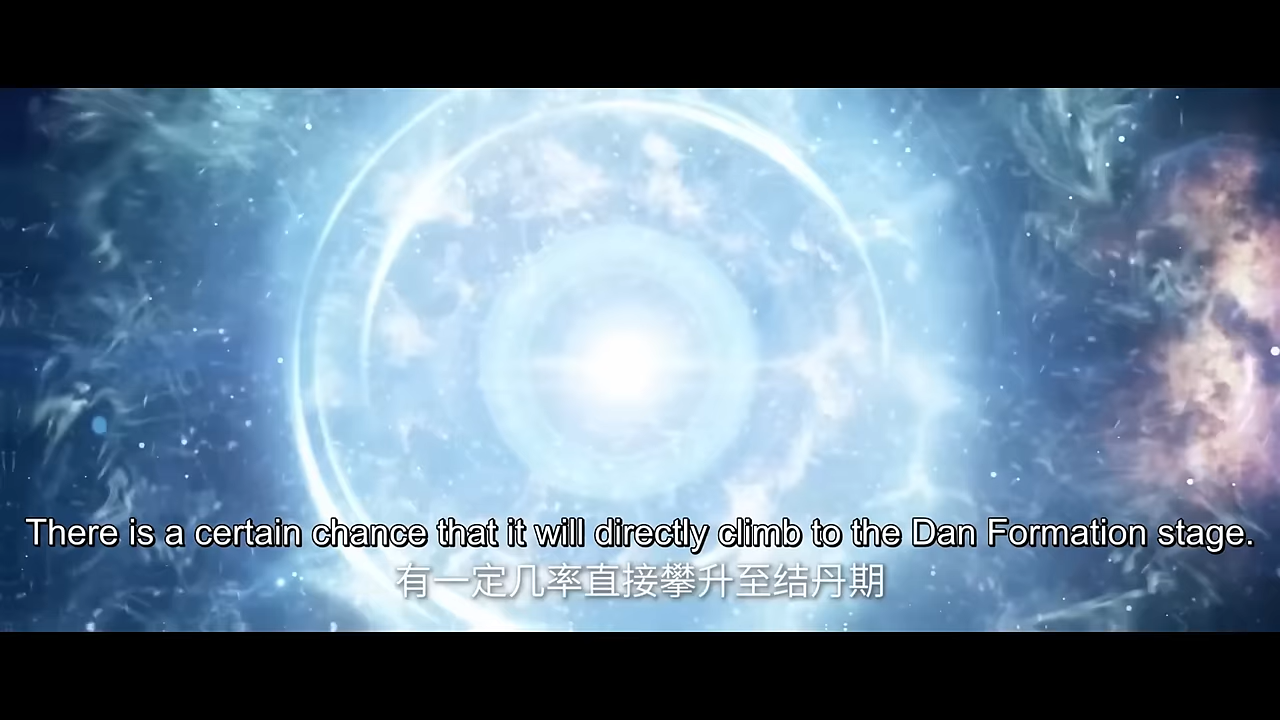 There is a certain chance that it will directly climb to the Dan Formation stage.
有一定几率直接攀升至结丹期